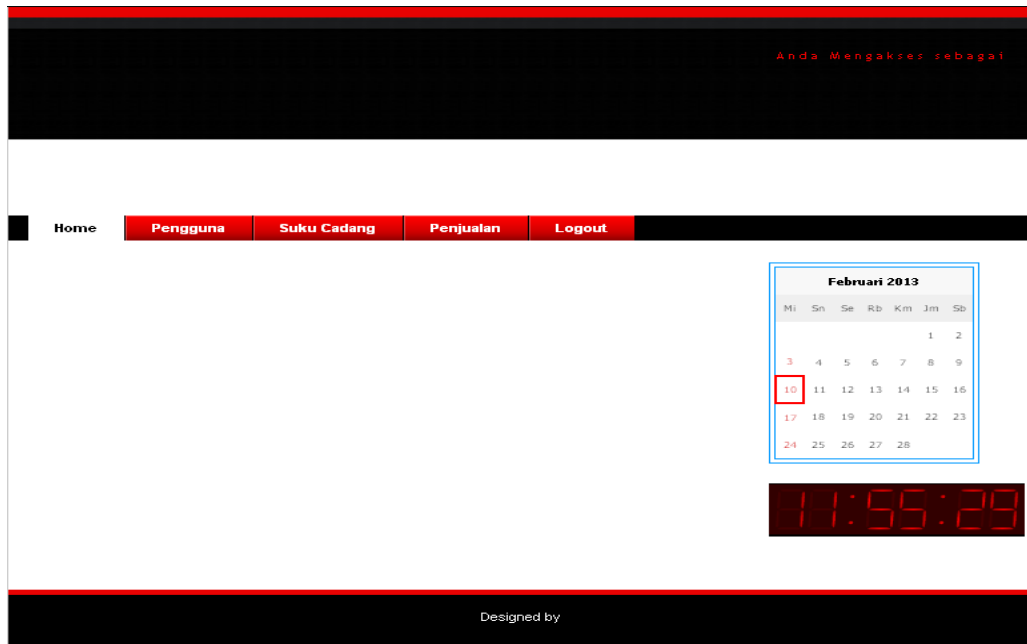 Anda Mengakses sebagai
Home Pengguna Suku Cadang Penjualan Logout
Februari 2013
Mi Sn Se Rb Km Jm Sb
1 2
3 4 5 6 7 8 9
10 11 12 13 14 15 16
17 18 19 20 21 22 23
24 25 26 27 28
11:55:29
Designed by